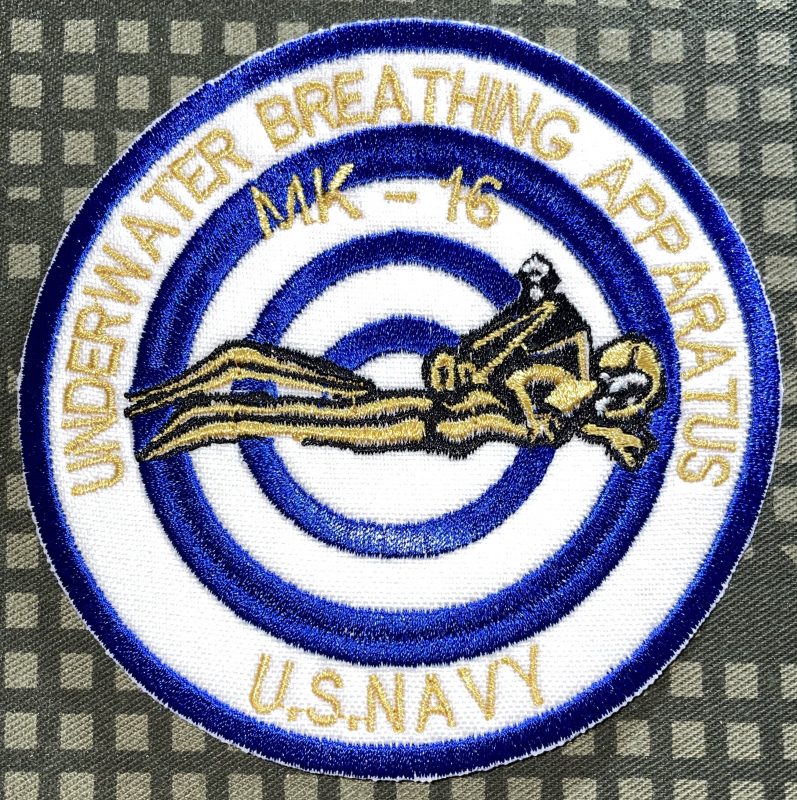 UNDERWATER BREATHING APPARATUS
MK - 16
U.S.NAVY